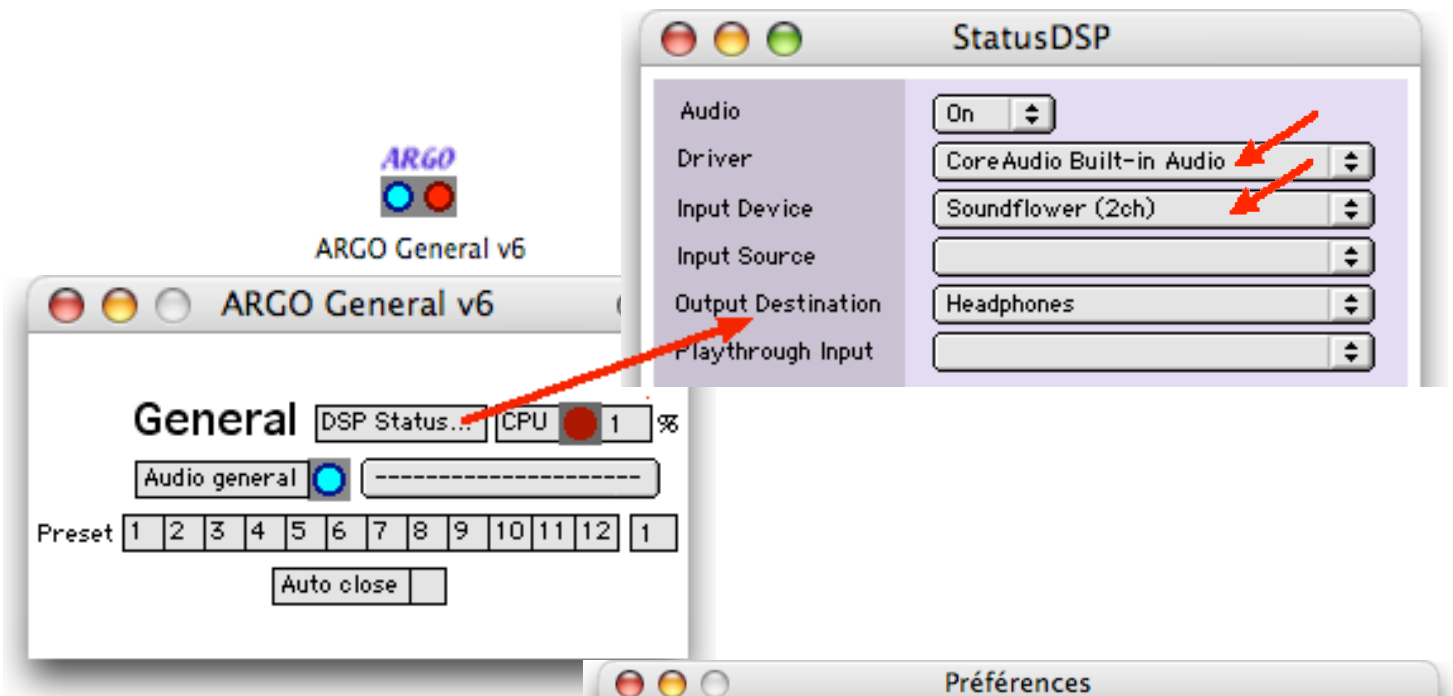 StatusDSP
Audio On
Driver CoreAudio Built-in Audio
Input Device Soundflower (2ch)
Input Source
Output Destination Headphones
Playthrough Input
ARGO
ARGO General v6
ARGO General v6
General DSP Status... CPU 1 %
Audio general ---------------------
Preset 1 2 3 4 5 6 7 8 9 10 11 12 1
Auto close
Préférences